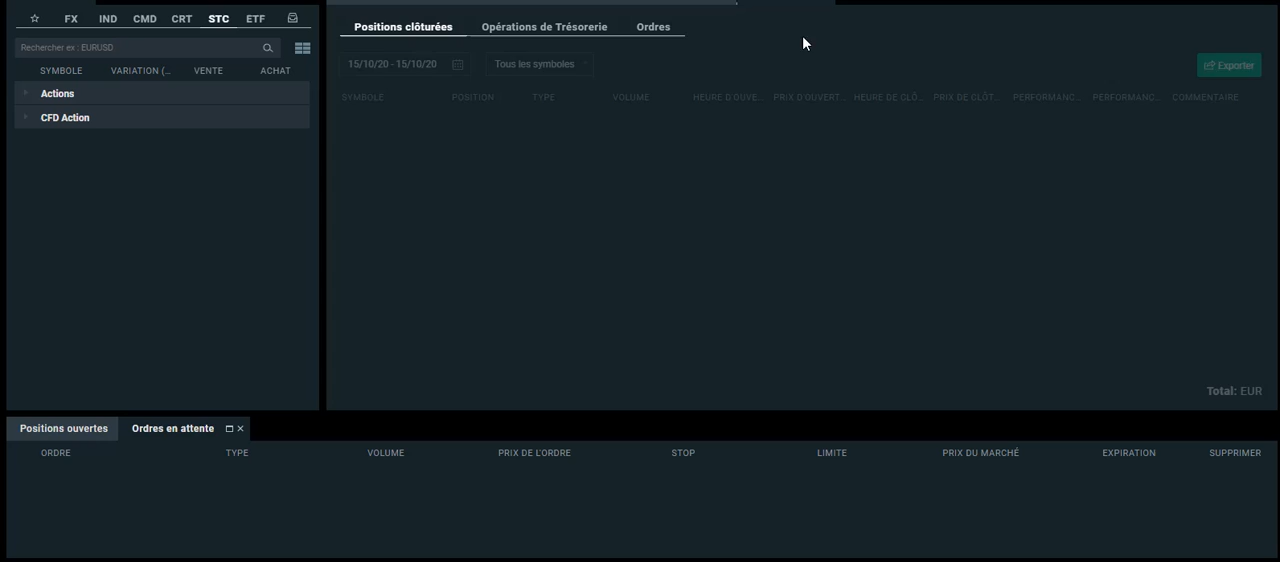 FX IND CMD CRT STC ETF
Rechercher ex : EURUSD
SYMBOLE VARIATION (... VENTE ACHAT
Actions
CFD Action
Positions clôturées Opérations de Trésorerie Ordres
15/10/20 - 15/10/20 Tous les symboles Exporter
SYMBOLE POSITION TYPE VOLUME HEURE D'OUVE... PRIX D'OUVERT... HEURE DE CLÔ... PRIX DE CLÔT... PERFORMANC... PERFORMANC... COMMENTAIRE
Total: EUR
Positions ouvertes Ordres en attente
ORDRE TYPE VOLUME PRIX DE L'ORDRE STOP LIMITE PRIX DU MARCHÉ EXPIRATION SUPPRIMER